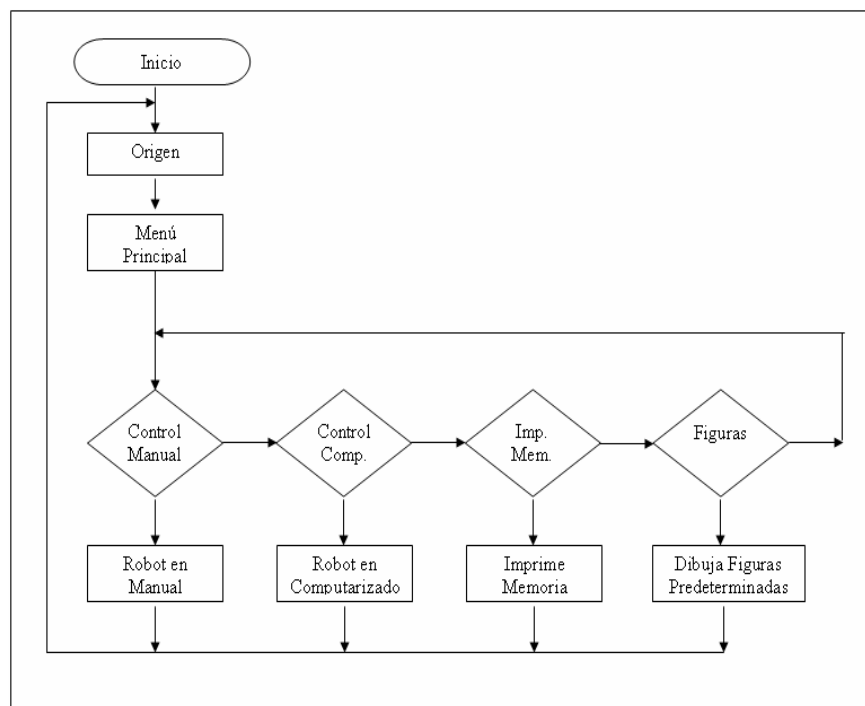 Inicio
Origen
Menú
Principal
Control
Manual
Control
Comp.
Imp.
Mem.
Figuras
Robot en
Manual
Robot en
Computarizado
Imprime
Memoria
Dibuja Figuras
Predeterminadas